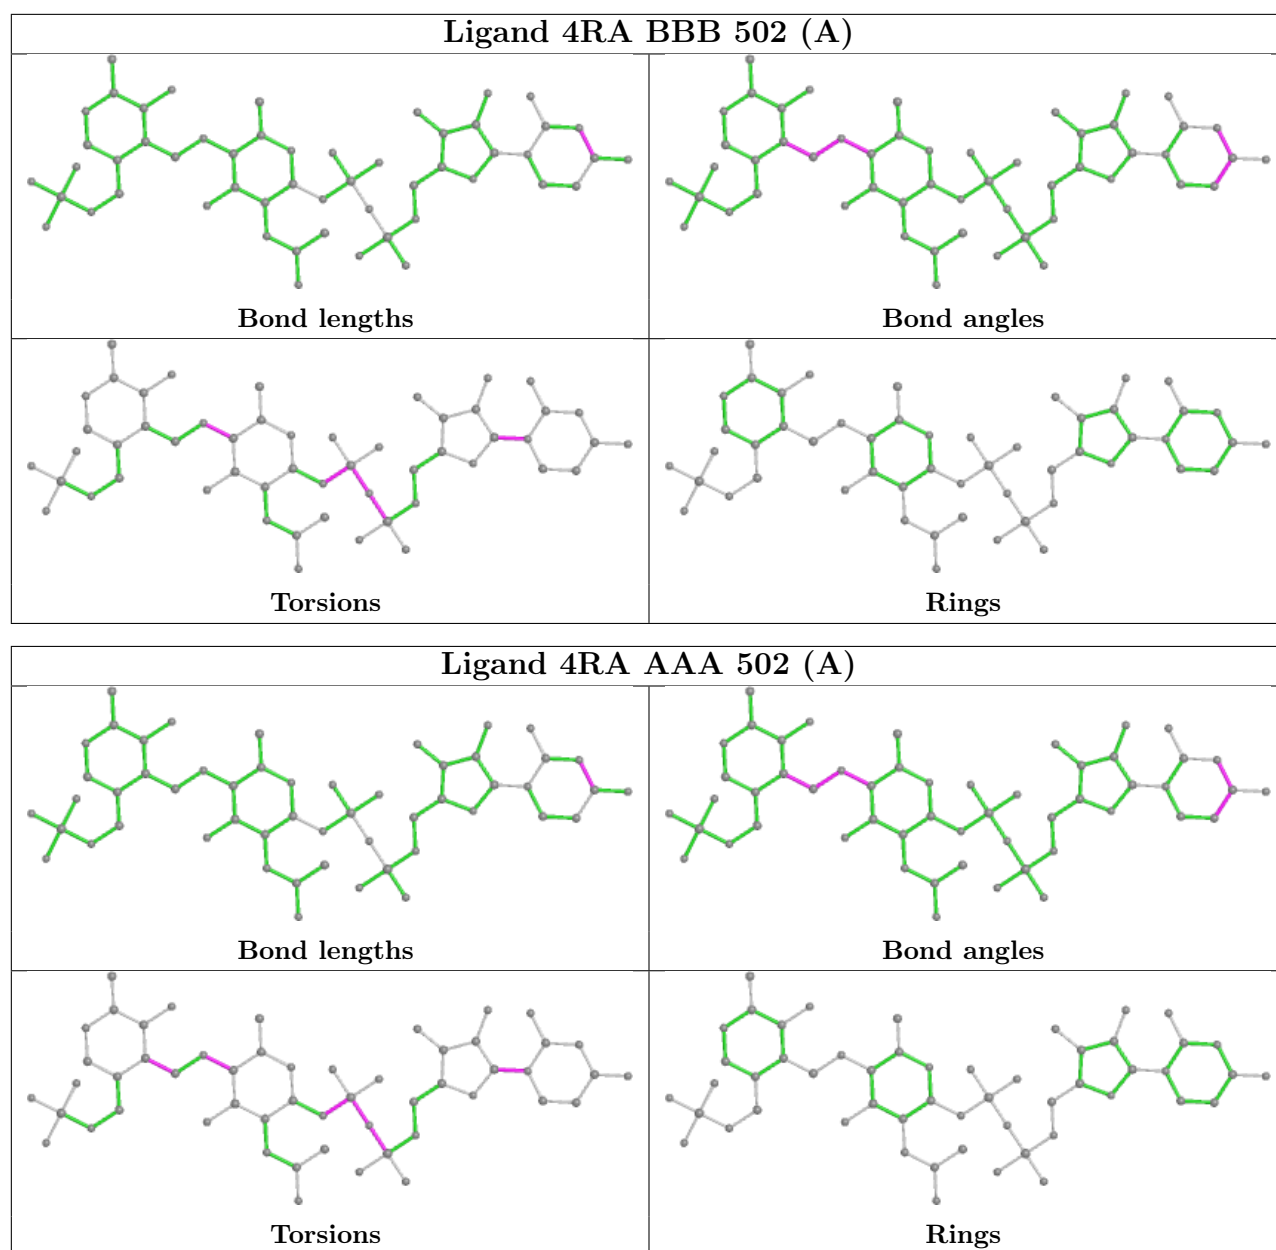 Ligand 4RA BBB 502 (A)
Bond lengths
Bond angles
Torsions
Rings
Ligand 4RA AAA 502 (A)
Bond lengths
Bond angles
Torsions
Rings